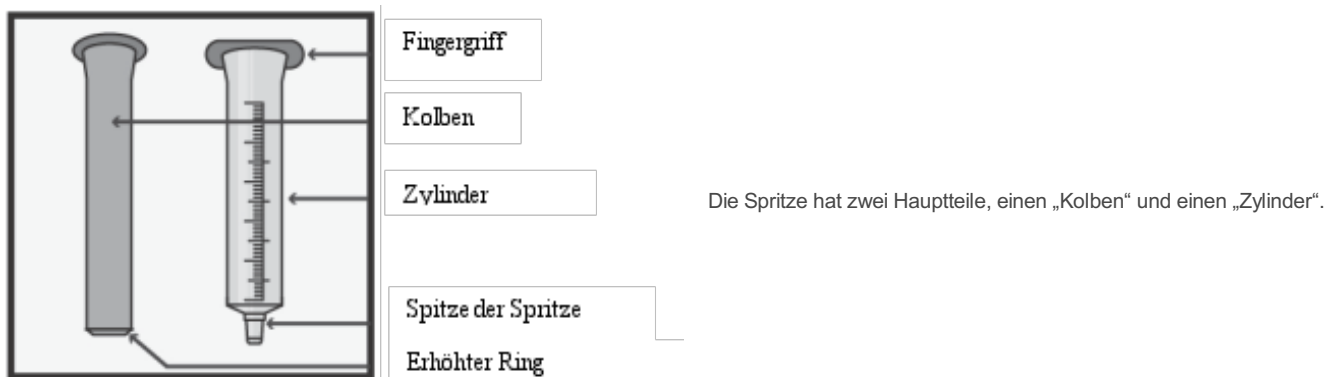 Fingergriff
Kolben
Zylinder
Die Spritze hat zwei Hauptteile, einen „Kolben“ und einen „Zylinder“.
Spitze der Spritze
Erhöhter Ring